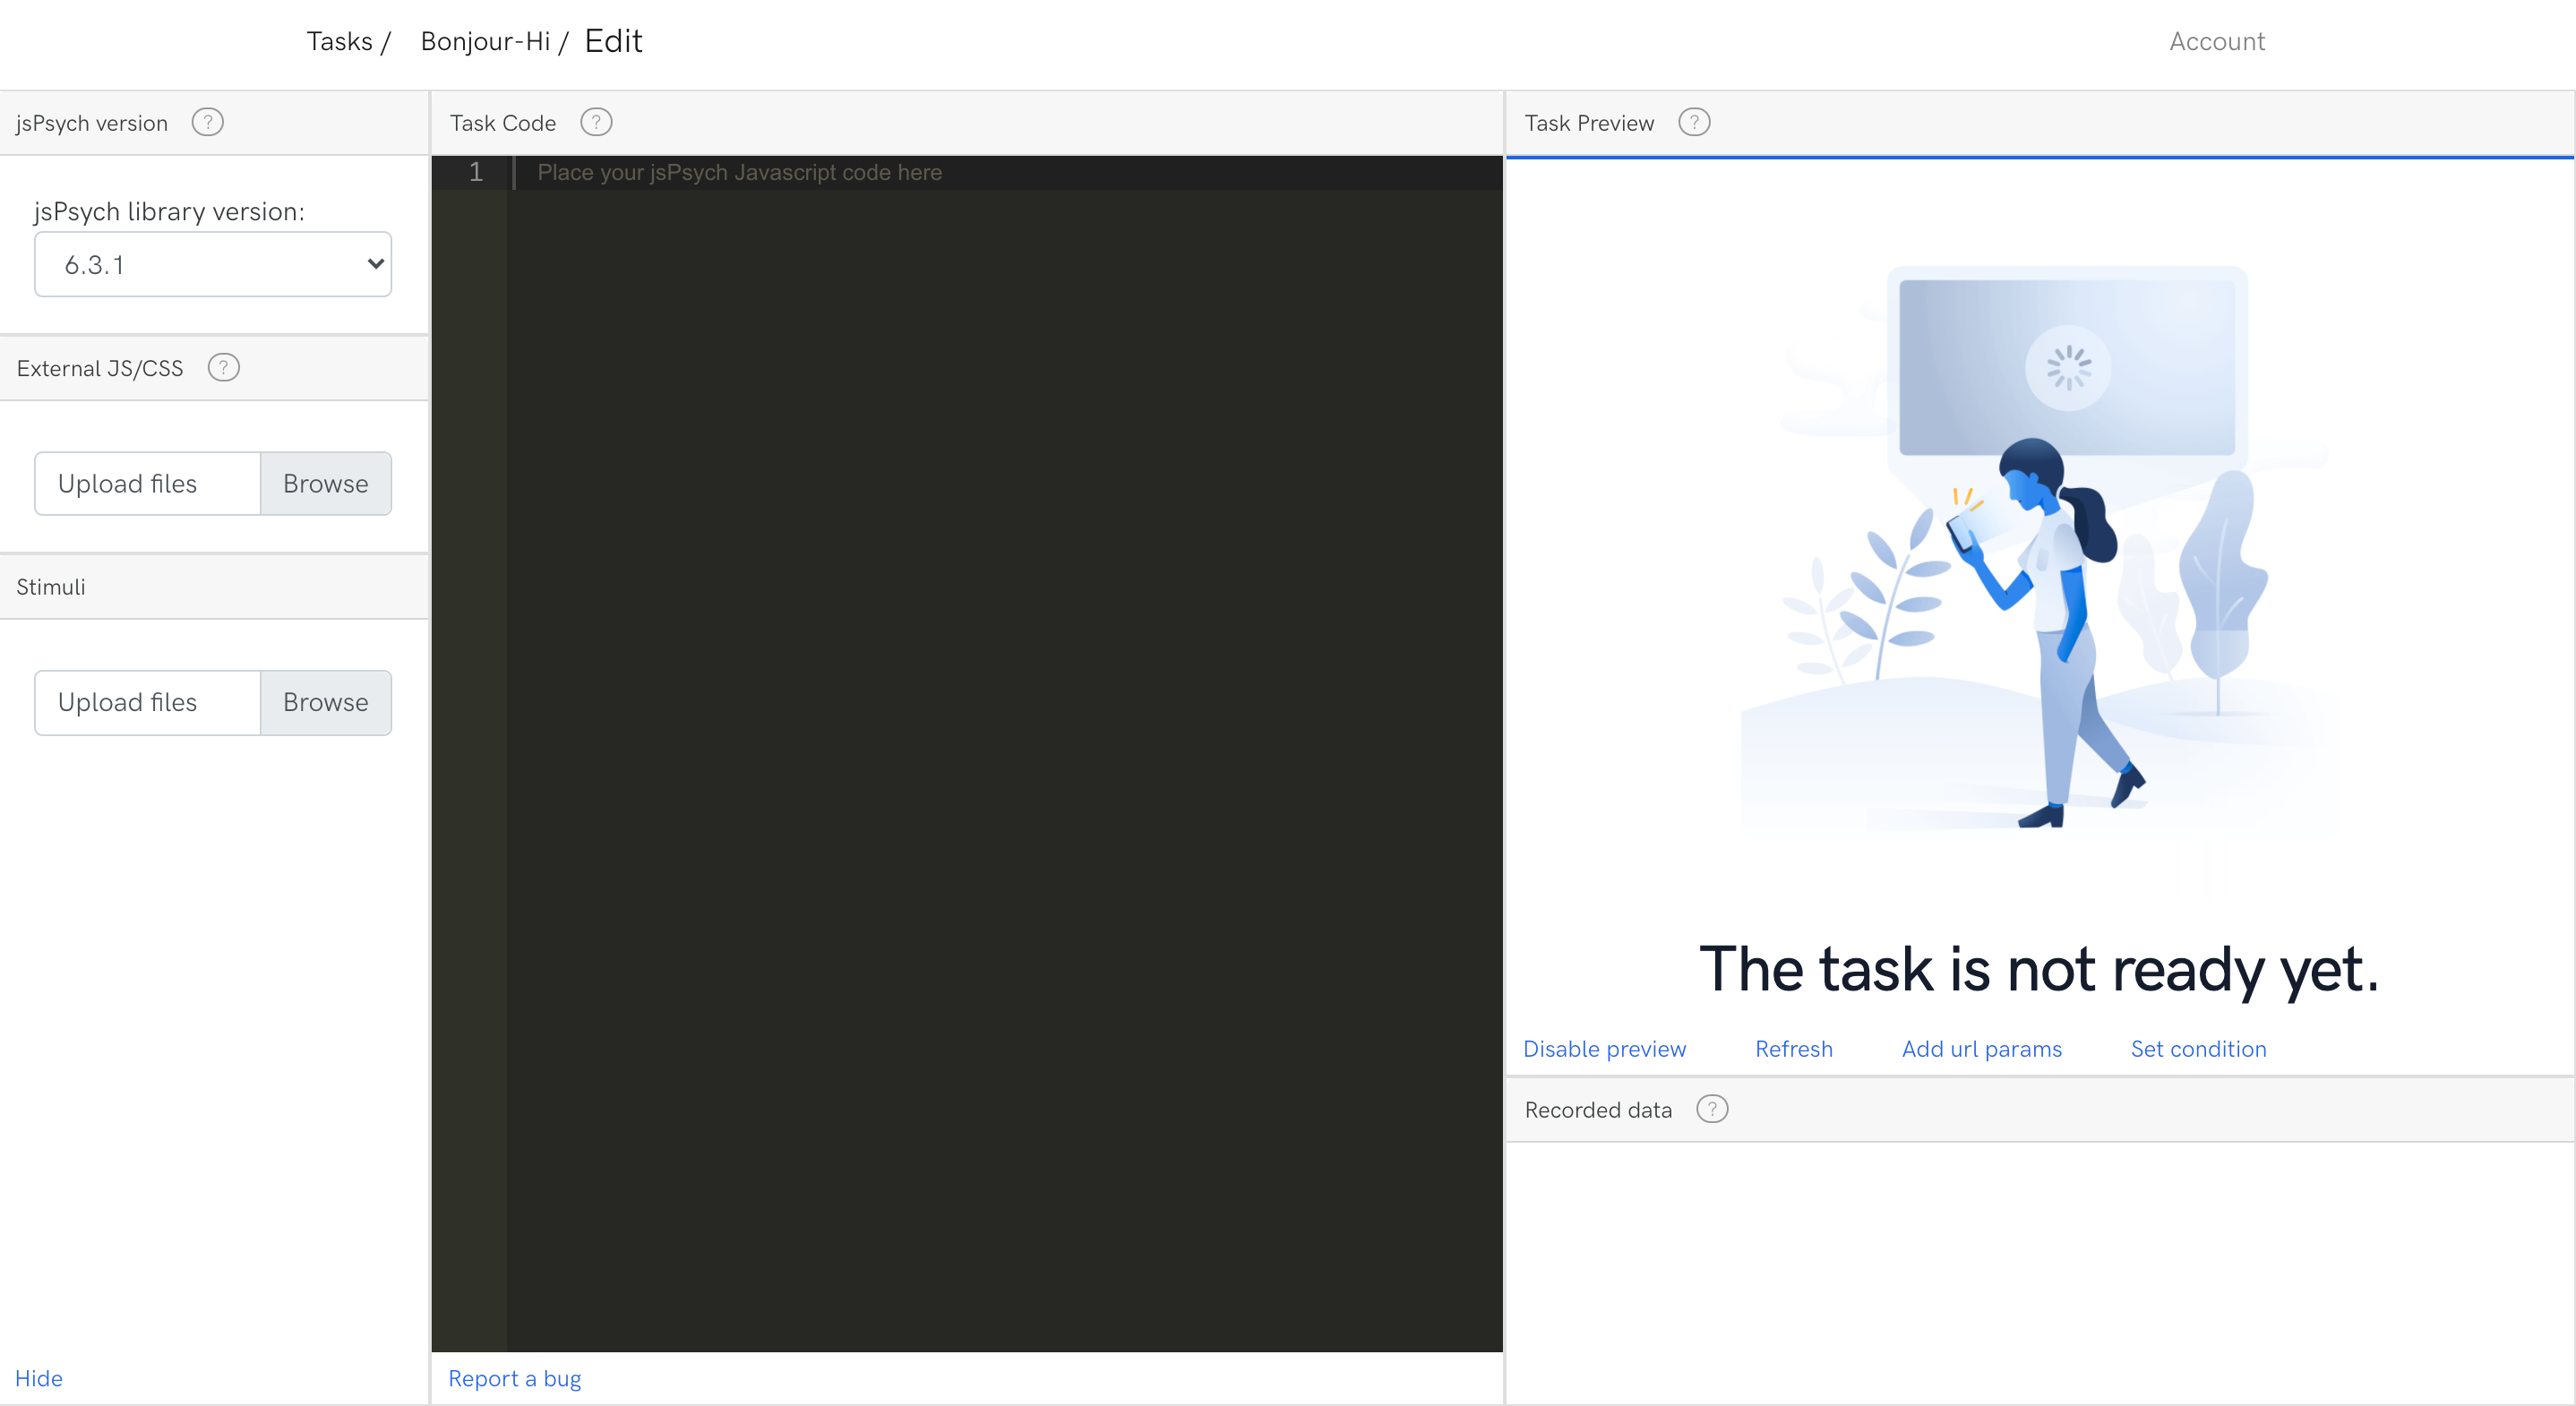 Tasks / Bonjour-Hi / Edit
Account
jsPsych version ?
jsPsych library version:
6.3.1
External JS/CSS ?
Upload files Browse
Stimuli
Upload files Browse
Hide
Task Code ?
1 Place your jsPsych Javascript code here
Report a bug
Task Preview ?
The task is not ready yet.
Disable preview Refresh Add url params Set condition
Recorded data ?